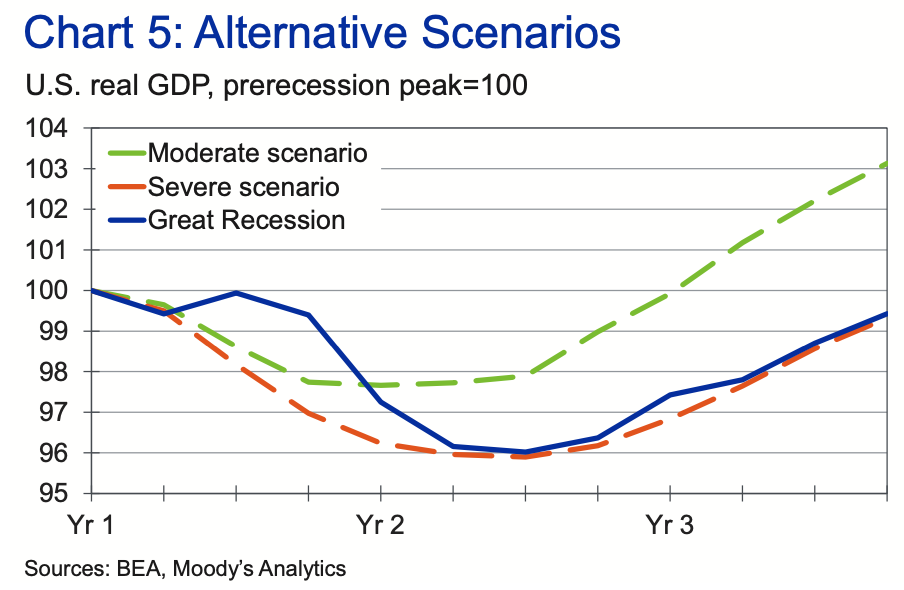 Chart 5: Alternative Scenarios
U.S. real GDP, prerecession peak=100
104
103
102
101
100
99
98
97
96
95
Moderate scenario
Severe scenario
Great Recession
Yr 1
Yr 2
Yr 3
Sources: BEA, Moody’s Analytics